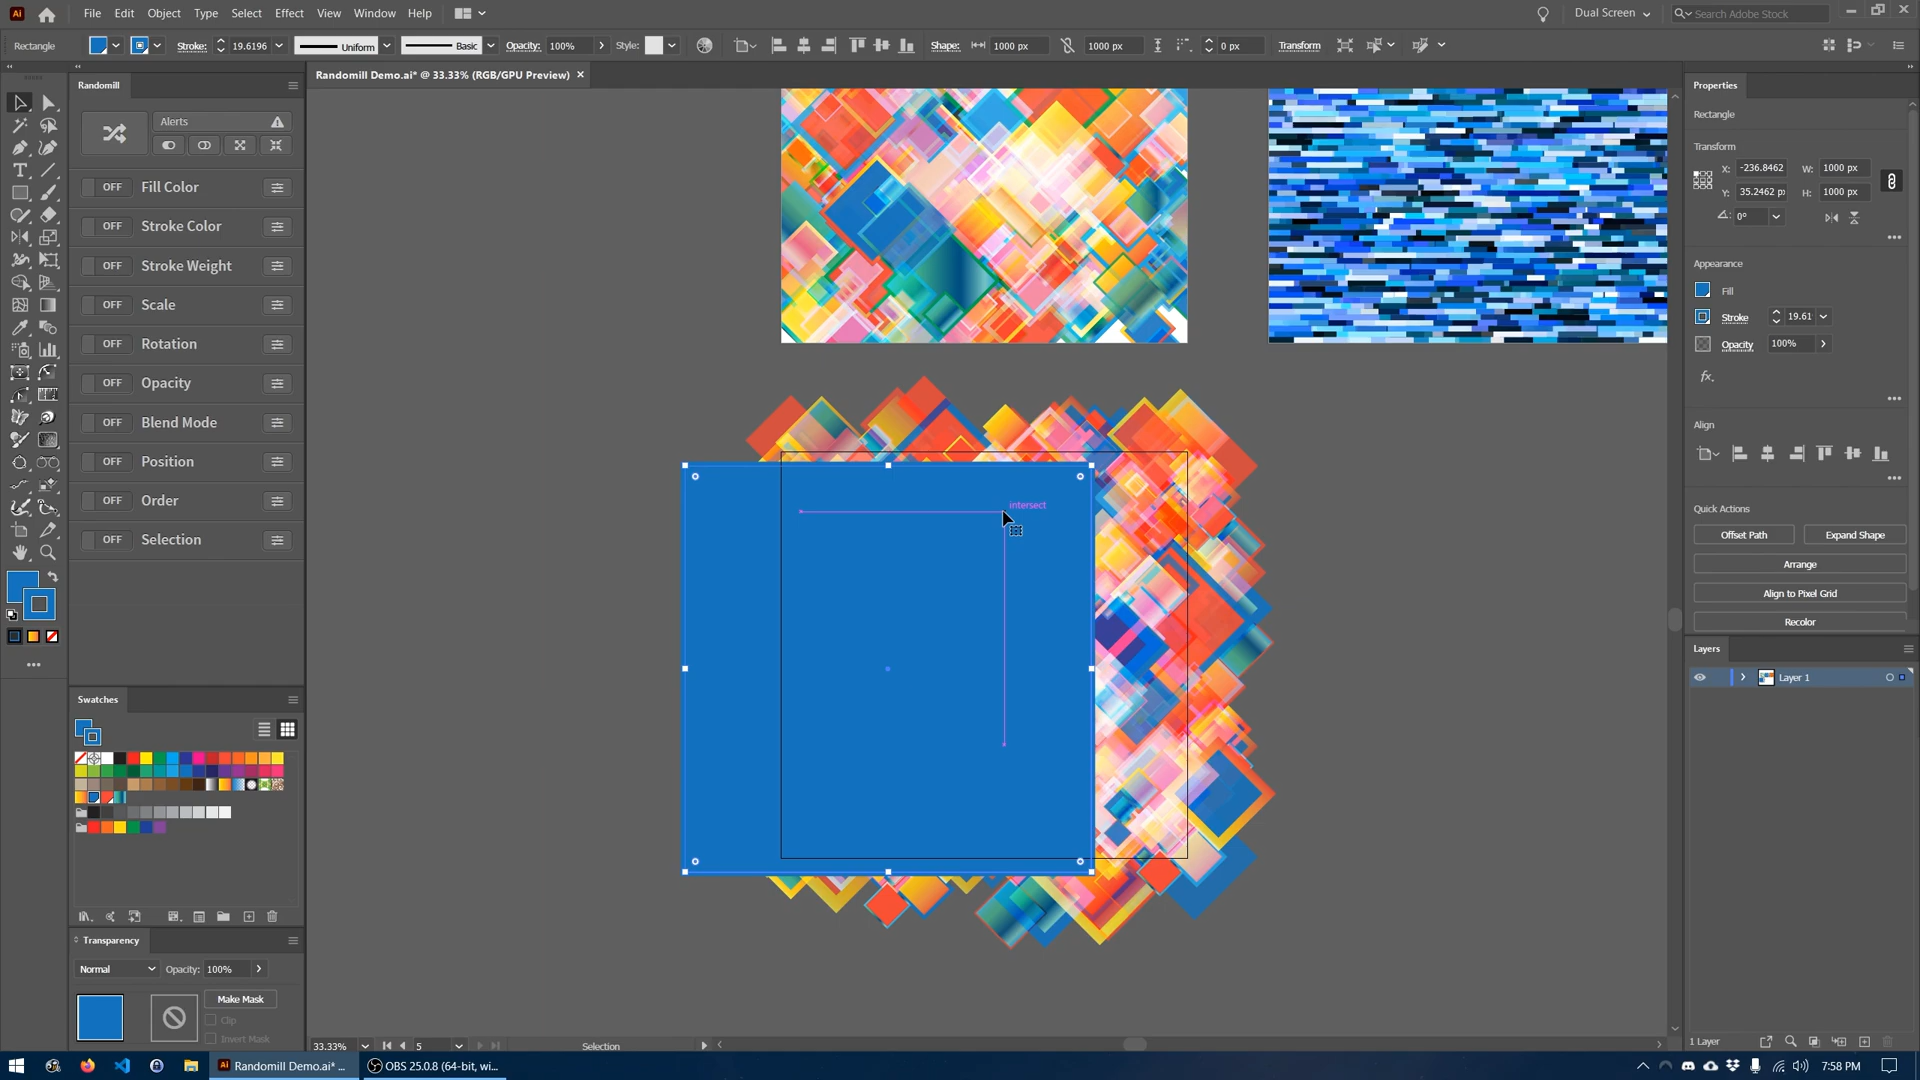 Ai File Edit Object Type Select Effect View Window Help Dual Screen Search Adobe Stock
Rectangle Stroke: 19.6196 Uniform Basic Opacity: 100% Style: Shape: 1000 px 1000 px 0 px Transform
Randomill Demo.ai* @ 33.33% (RGB/GPU Preview) ×
Randomill
Alerts
OFF Fill Color
OFF Stroke Color
OFF Stroke Weight
OFF Scale
OFF Rotation
OFF Opacity
OFF Blend Mode
OFF Position
OFF Order
OFF Selection
Swatches
Transparency
Normal Opacity: 100%
Make Mask
Clip
Invert Mask
intersect
Properties
Rectangle
Transform
X: -236.8462 W: 1000 px
Y: 35.2462 p H: 1000 px
0°
Appearance
Fill
Stroke 19.61
Opacity 100%
fx.
Align
Quick Actions
Offset Path Expand Shape
Arrange
Align to Pixel Grid
Recolor
Layers
Layer 1
1 Layer
33.33% 5 Selection
Ai Randomill Demo.ai* ... OBS 25.0.8 (64-bit, wi... 7:58 PM